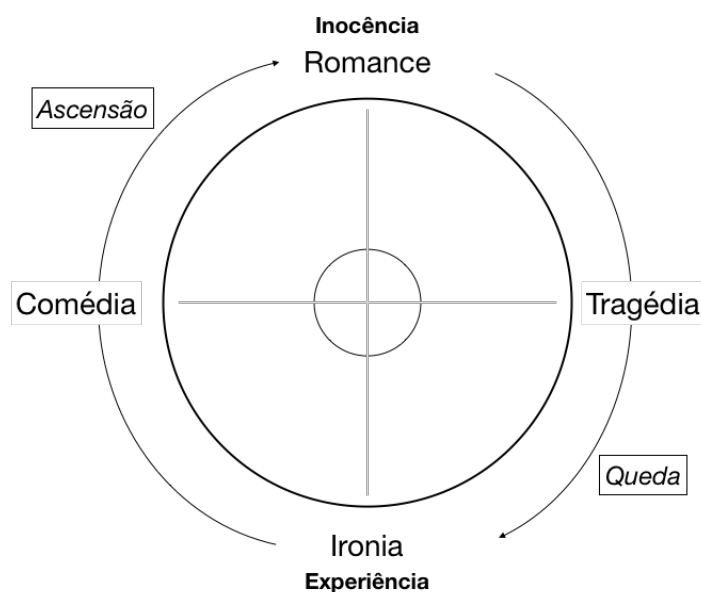 Inocência
Romance
Ascensão
Comédia
Tragédia
Queda
Ironia
Experiência